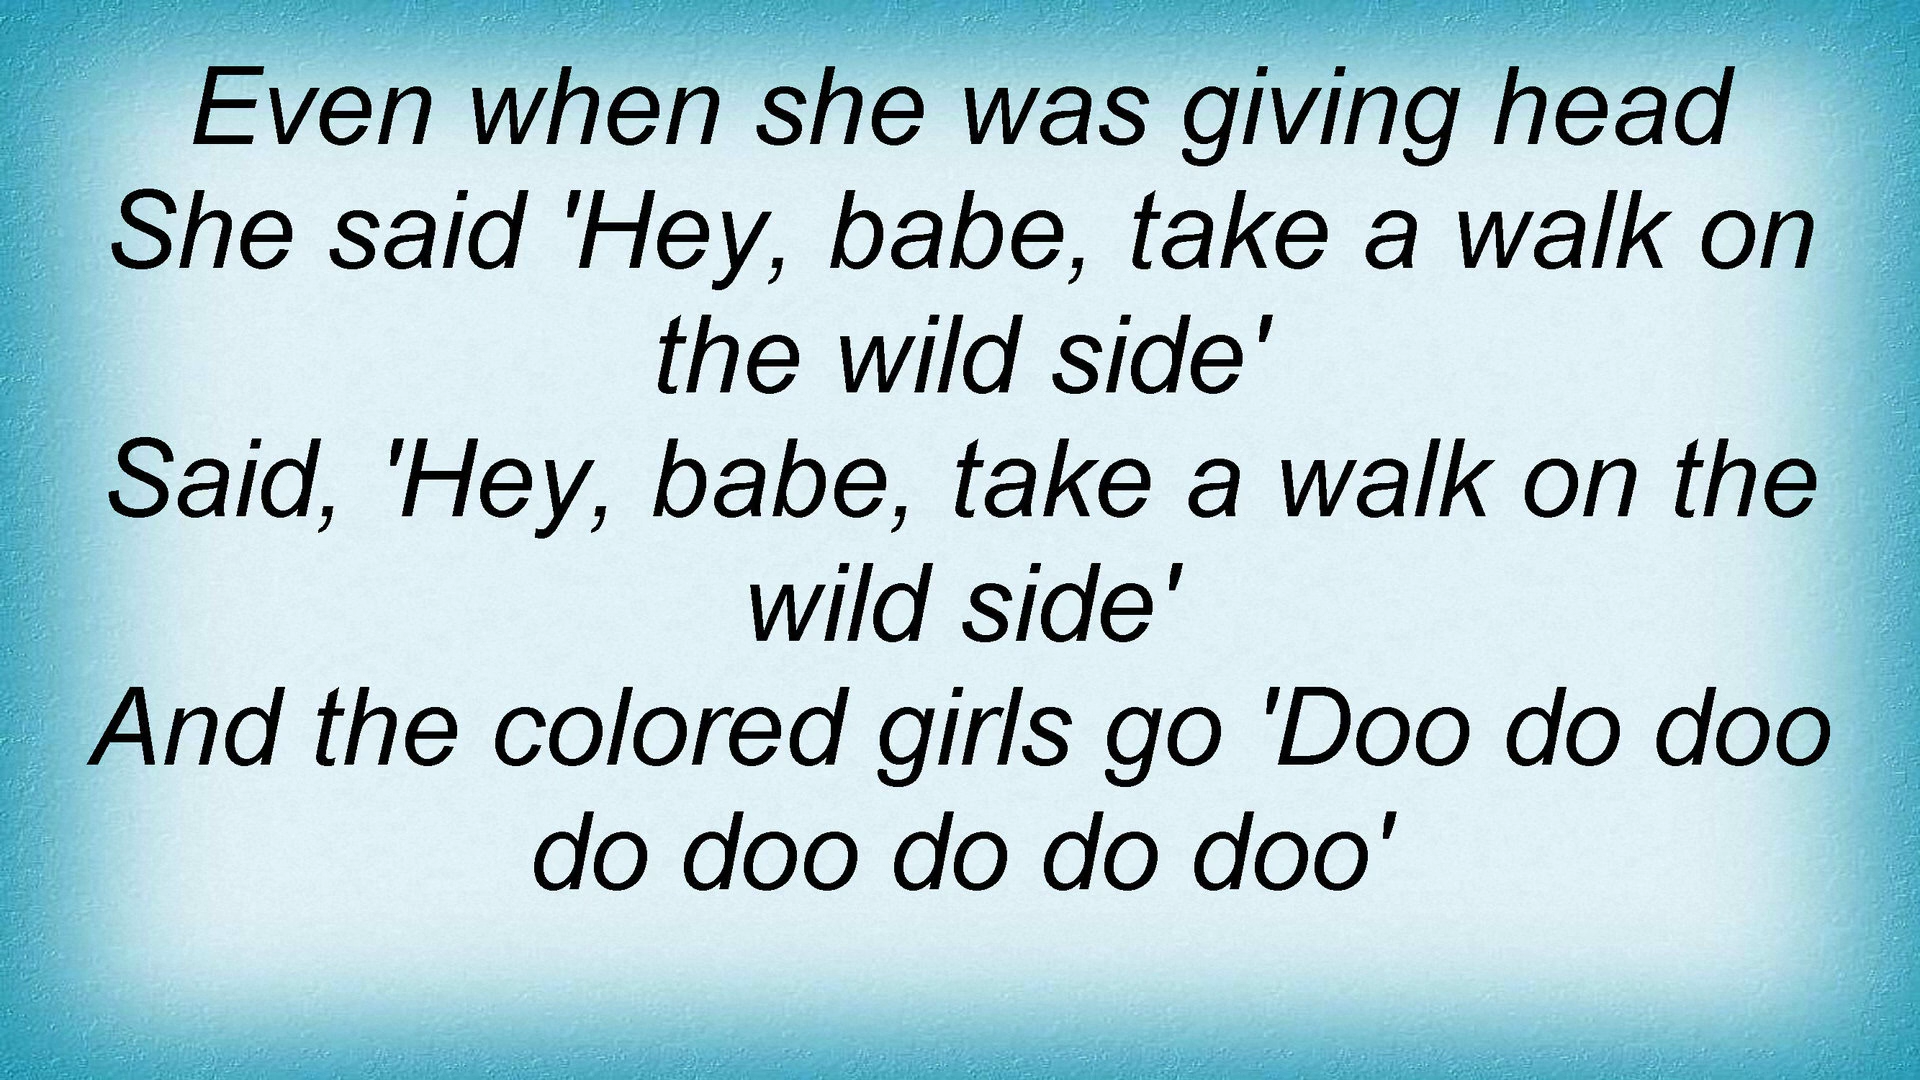 Even when she was giving head
She said 'Hey, babe, take a walk on
the wild side'
Said, 'Hey, babe, take a walk on the
wild side'
And the colored girls go 'Doo do doo
do doo do do doo'